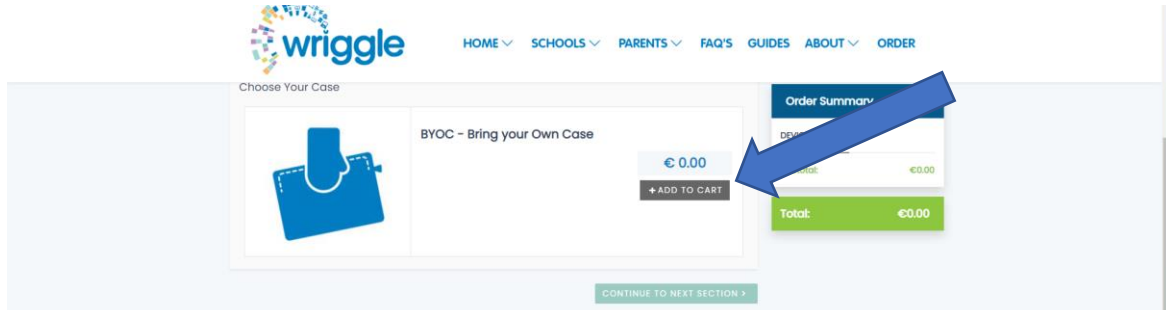 wriggle
HOME SCHOOLS PARENTS FAQ'S GUIDES ABOUT ORDER
Choose Your Case
BYOC - Bring your Own Case
€ 0.00
+ADD TO CART
CONTINUE TO NEXT SECTION >
Order Summary
€0.00
Total: €0.00